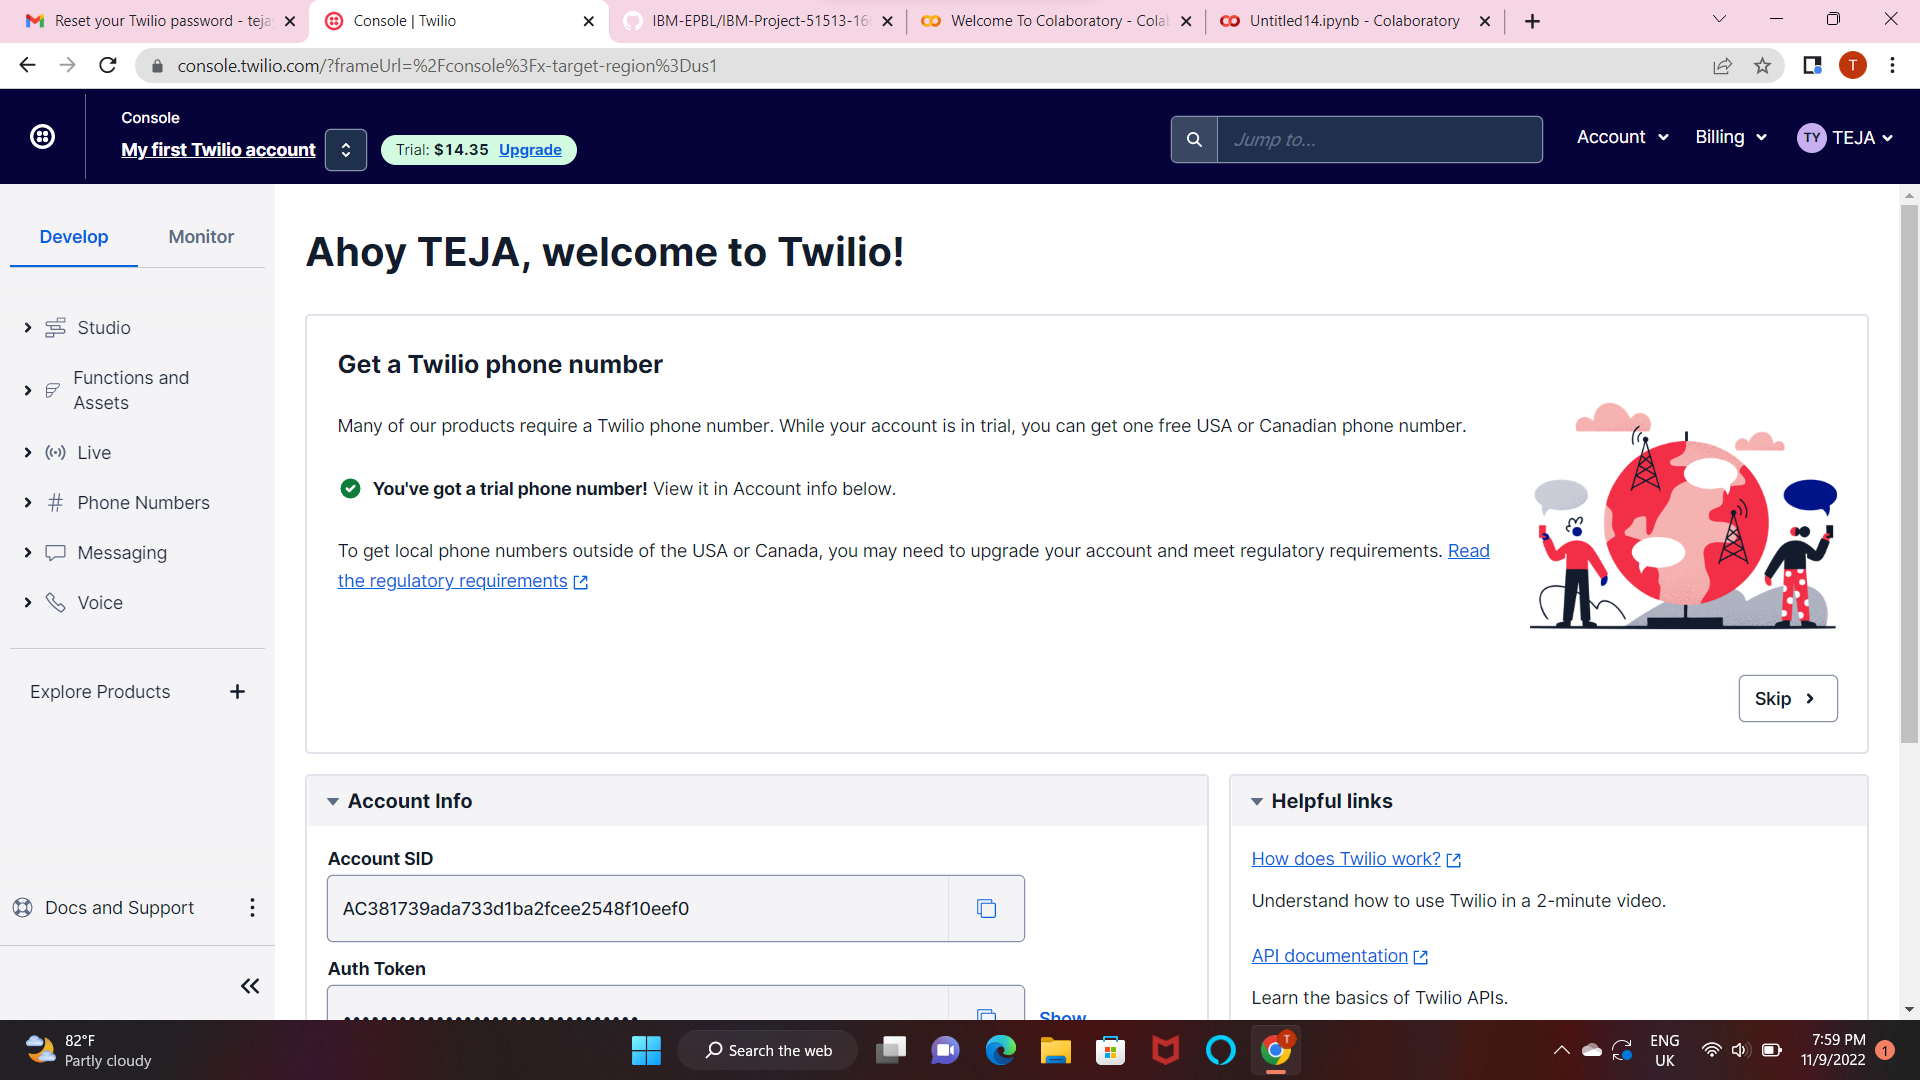 Reset your Twilio password - teja
Console | Twilio
IBM-EPBL/IBM-Project-51513-16
Welcome To Colaboratory - Cola
Untitled14.ipynb - Colaboratory
console.twilio.com/?frameUrl=%2Fconsole%3Fx-target-region%3Dus1
T
Console
My first Twilio account
Trial: $14.35 Upgrade
Jump to...
Account
Billing
TY TEJA
Develop
Monitor
Studio
Functions and
Assets
Live
Phone Numbers
Messaging
Voice
Explore Products
Docs and Support
Ahoy TEJA, welcome to Twilio!
Get a Twilio phone number
Many of our products require a Twilio phone number. While your account is in trial, you can get one free USA or Canadian phone number.
You've got a trial phone number! View it in Account info below.
To get local phone numbers outside of the USA or Canada, you may need to upgrade your account and meet regulatory requirements. Read
the regulatory requirements
Skip
Account Info
Account SID
AC381739ada733d1ba2fcee2548f10eef0
Auth Token
Show
Helpful links
How does Twilio work?
Understand how to use Twilio in a 2-minute video.
API documentation
Learn the basics of Twilio APIs.
82°F
Partly cloudy
Search the web
T
ENG
UK
7:59 PM
11/9/2022
1